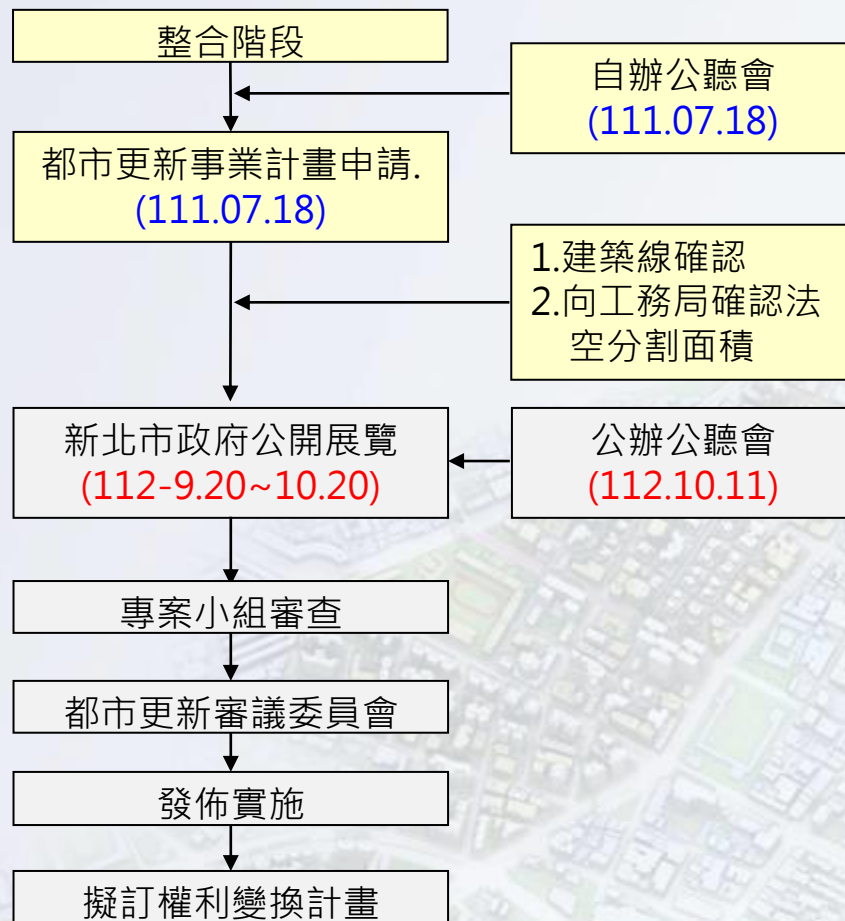 整合階段
自辦公聽會
(111.07.18)
都市更新事業計畫申請.
(111.07.18)
1.建築線確認
2.向工務局確認法
空分割面積
新北市政府公開展覽
(112-9.20~10.20)
公辦公聽會
(112.10.11)
專案小組審查
都市更新審議委員會
發佈實施
擬訂權利變換計畫